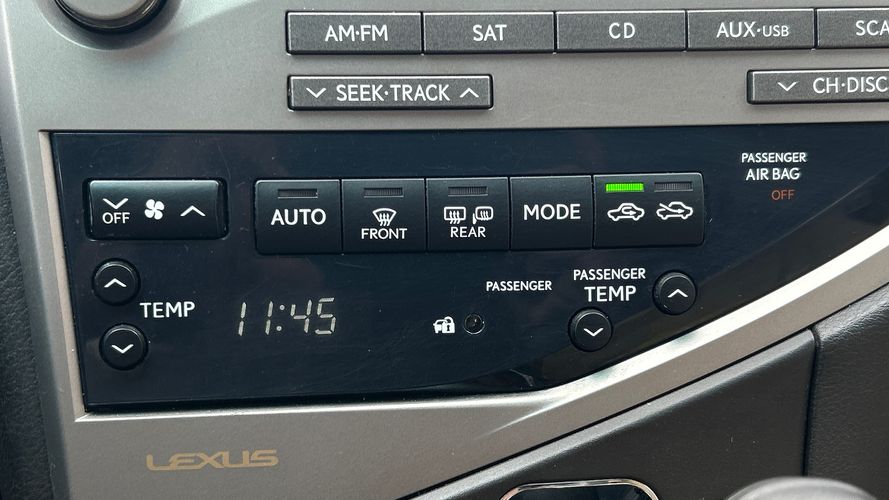 AM•FM
SAT
CD
AUX•USB
SCA
SEEK•TRACK
CH•DISC
PASSENGER
AIR BAG
OFF
OFF
AUTO
FRONT
REAR
MODE
TEMP
11:45
PASSENGER
PASSENGER
TEMP
LEXUS